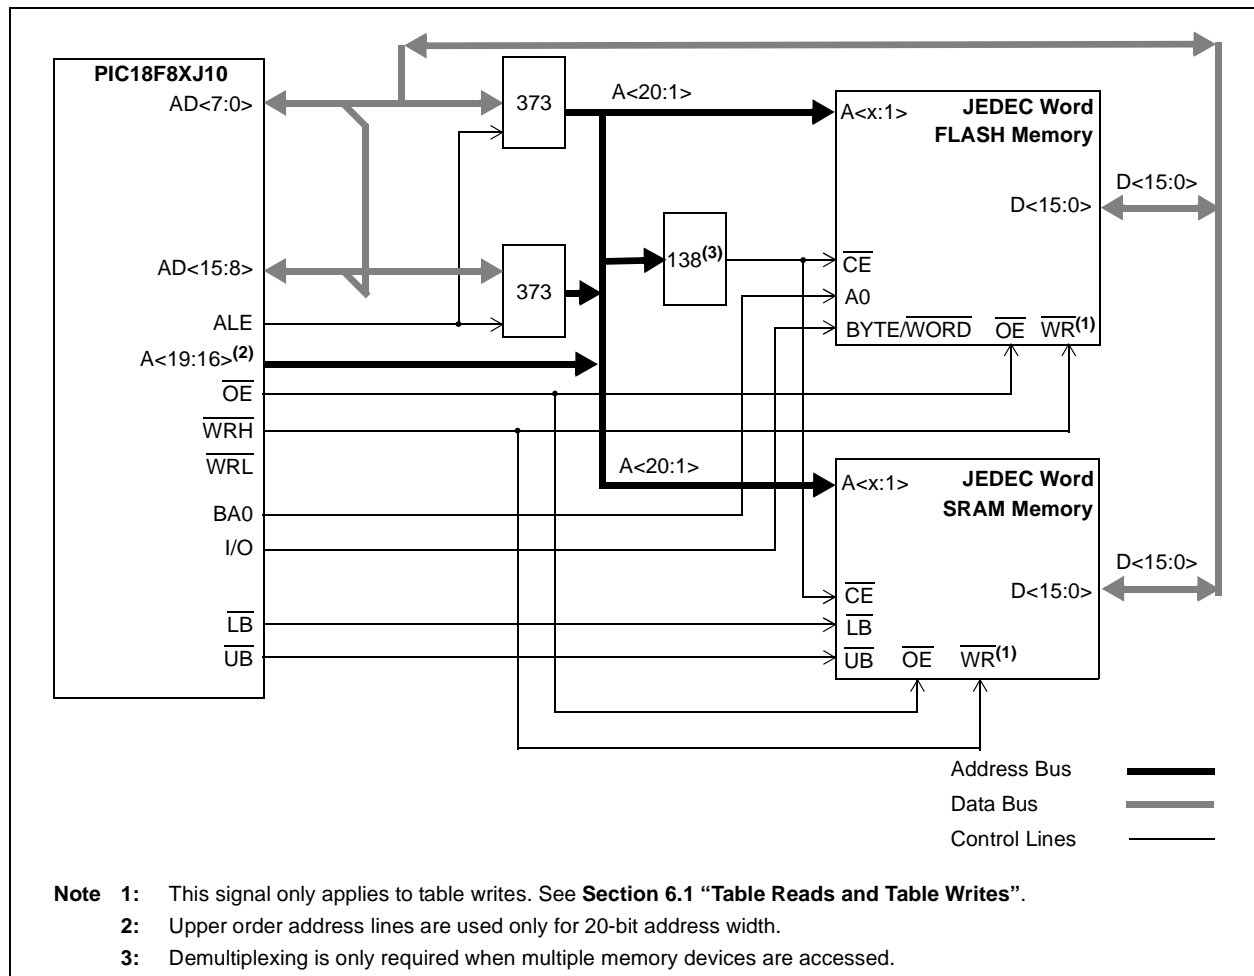 PIC18F8XJ10
AD<7:0>
AD<15:8>
ALE
A<19:16>(2)
OE
WRH
WRL
BA0
I/O
LB
UB
373
373
A<20:1>
138(3)
A<20:1>
A<x:1>
JEDEC Word
FLASH Memory
D<15:0>
CE
A0
BYTE/WORD
OE
WR(1)
D<15:0>
A<x:1>
JEDEC Word
SRAM Memory
D<15:0>
CE
LB
UB
OE
WR(1)
D<15:0>
Address Bus
Data Bus
Control Lines
Note 1: This signal only applies to table writes. See Section 6.1 “Table Reads and Table Writes”.
2: Upper order address lines are used only for 20-bit address width.
3: Demultiplexing is only required when multiple memory devices are accessed.